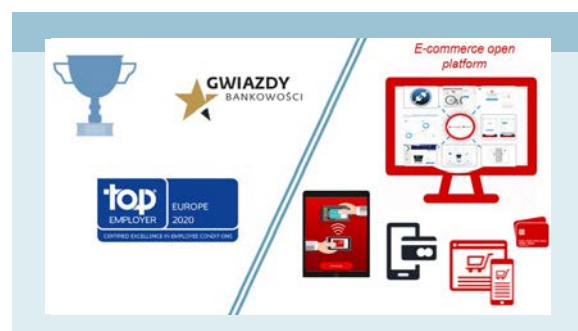 E-commerce open
platform
GWIAZDY
BANKOWOŚCI
top
EMPLOYER
EUROPE
2020
CERTIFIED EXCELLENCE IN EMPLOYEE CONDITIONS